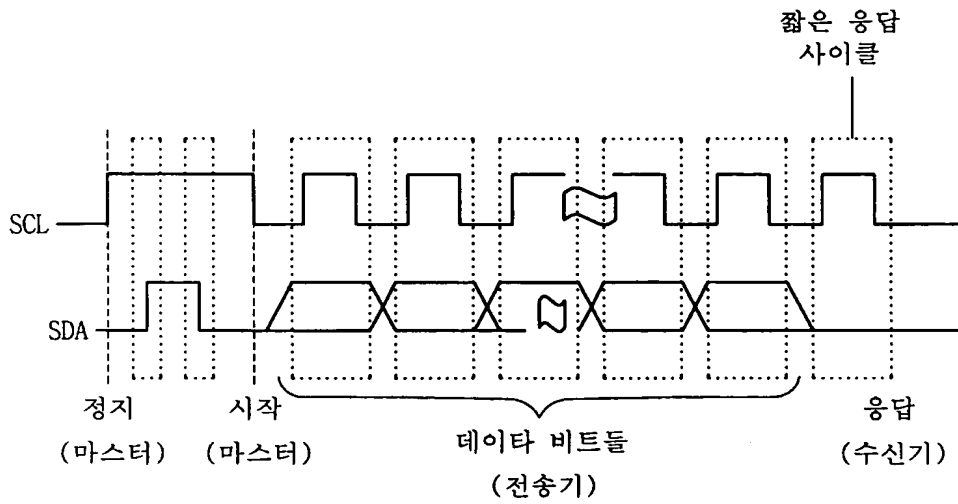 짧은 응답
사이클
SCL
SDA
정지
(마스터)
시작
(마스터)
데이타 비트들
(전송기)
응답
(수신기)